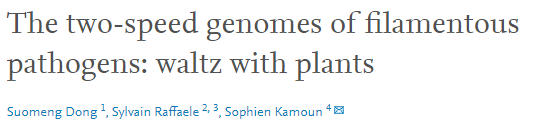 The two-speed genomes of filamentous
pathogens: waltz with plants
Suomeng Dong 1, Sylvain Raffaele 2, 3, Sophien Kamoun 4 ✉